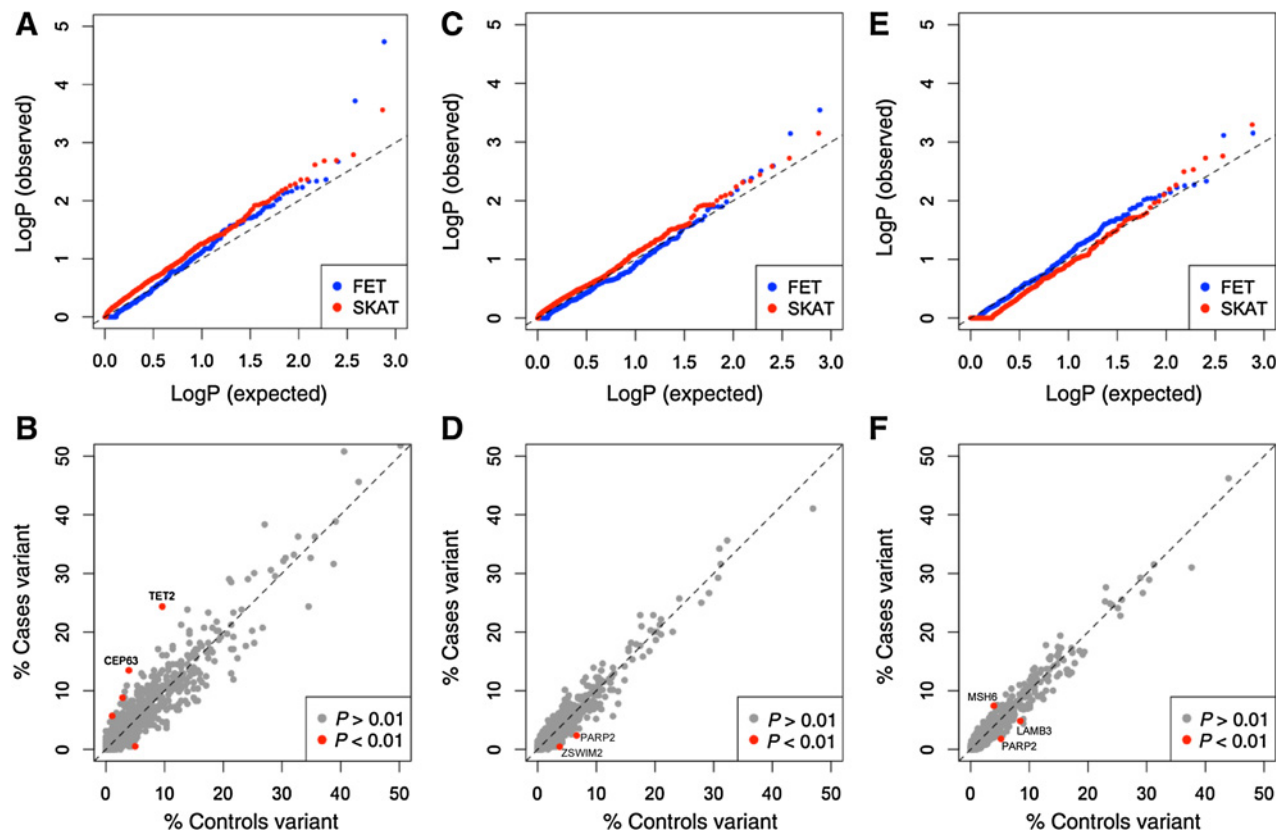 A
LogP (observed)
5
4
3
2
1
0
0.0 0.5 1.0 1.5 2.0 2.5 3.0
LogP (expected)
FET
SKAT
C
LogP (observed)
5
4
3
2
1
0
0.0 0.5 1.0 1.5 2.0 2.5 3.0
LogP (expected)
FET
SKAT
E
LogP (observed)
5
4
3
2
1
0
0.0 0.5 1.0 1.5 2.0 2.5 3.0
LogP (expected)
FET
SKAT
B
% Cases variant
50
40
30
20
10
0
TET2
CEP63
P > 0.01
P < 0.01
0 10 20 30 40 50
% Controls variant
D
% Cases variant
50
40
30
20
10
0
PARP2
ZSWIM2
P > 0.01
P < 0.01
0 10 20 30 40 50
% Controls variant
F
% Cases variant
50
40
30
20
10
0
MSH6
LAMB3
PARP2
P > 0.01
P < 0.01
0 10 20 30 40 50
% Controls variant